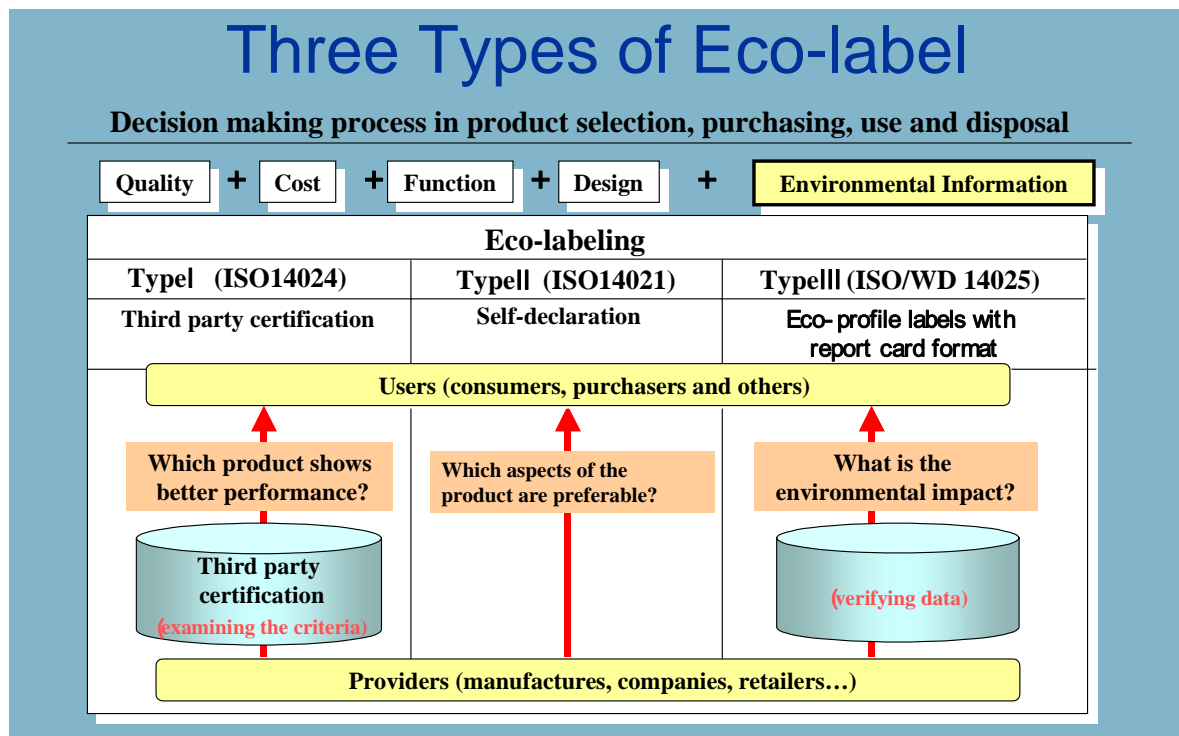 Three Types of Eco-label
Decision making process in product selection, purchasing, use and disposal
Quality + Cost + Function + Design + Environmental Information
Eco-labeling
TypeⅠ (ISO14024) TypeⅡ (ISO14021) TypeⅢ (ISO/WD 14025)
Third party certification
Self-declaration
Eco- profile labels with
report card format
Users (consumers, purchasers and others)
Which product shows
better performance?
Which aspects of the
product are preferable?
What is the
environmental impact?
Third party
certification
(examining the criteria)
(verifying data)
Providers (manufactures, companies, retailers…)